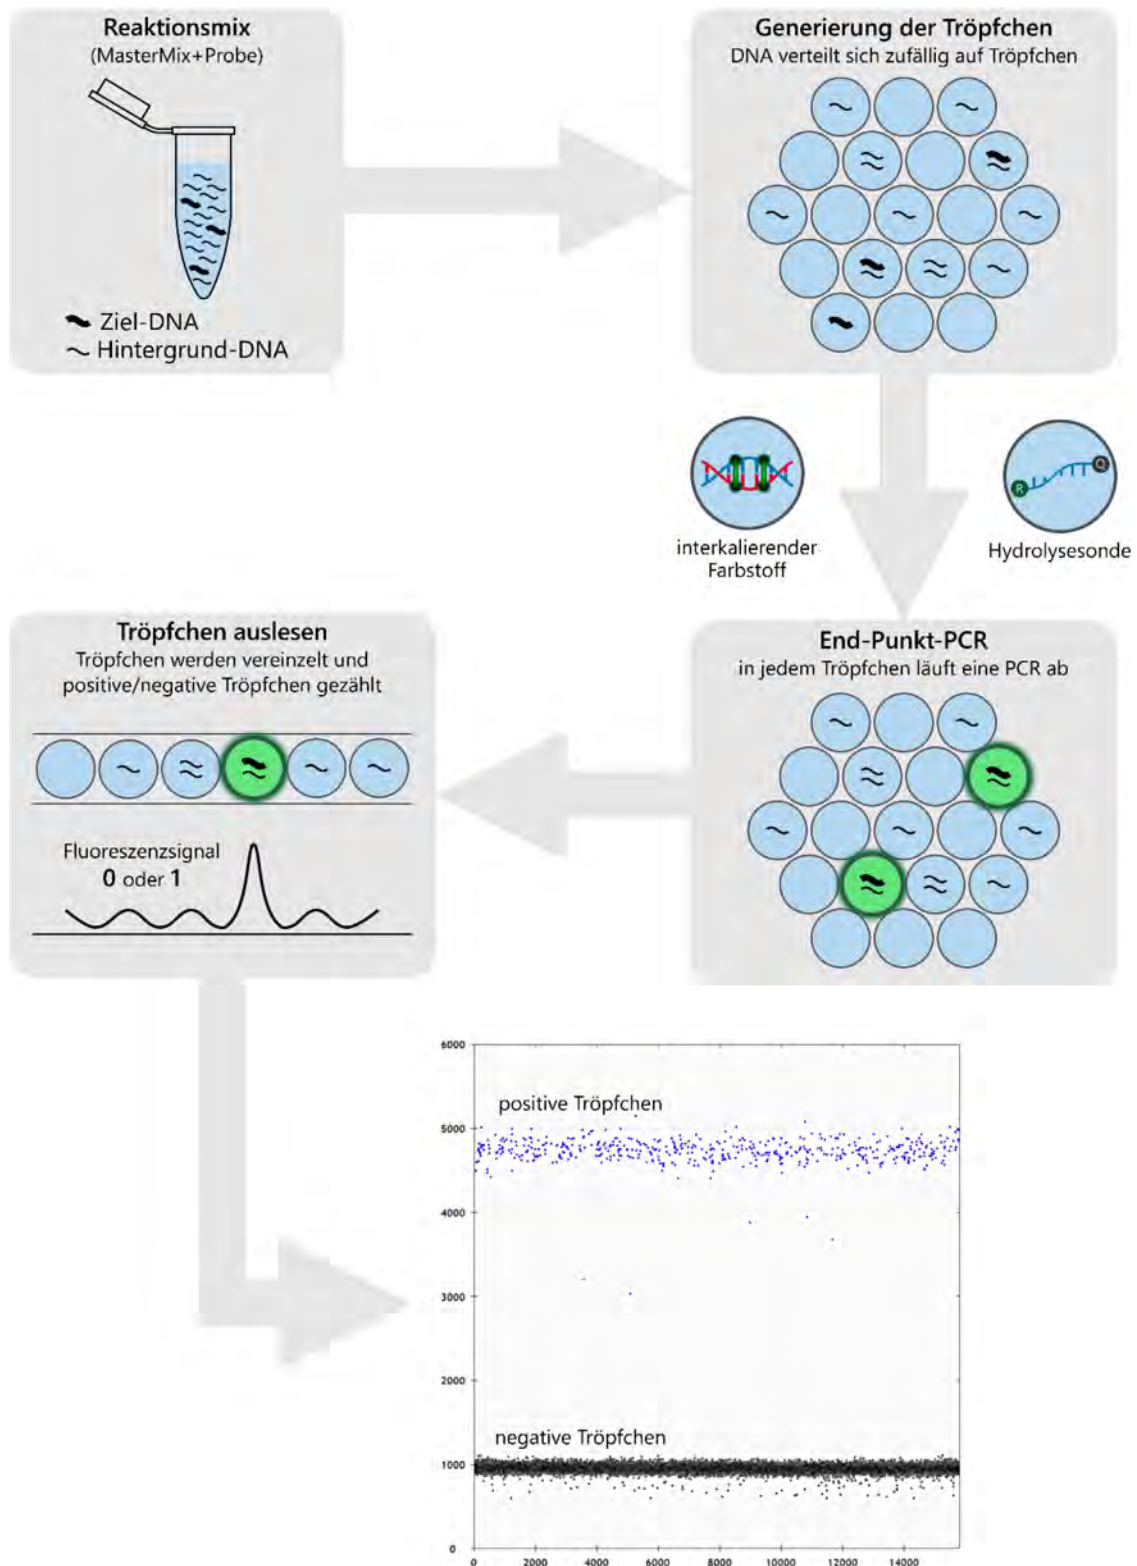 Reaktionsmix
(MasterMix+Probe)
Ziel-DNA
Hintergrund-DNA
Generierung der Tröpfchen
DNA verteilt sich zufällig auf Tröpfchen
interkalierender
Farbstoff
R
Q
Hydrolysesonde
End-Punkt-PCR
in jedem Tröpfchen läuft eine PCR ab
Tröpfchen auslesen
Tröpfchen werden vereinzelt und
positive/negative Tröpfchen gezählt
Fluoreszenzsignal
0 oder 1
6000
positive Tröpfchen
5000
4000
3000
2000
negative Tröpfchen
1000
0
0 2000 4000 6000 8000 10000 12000 14000